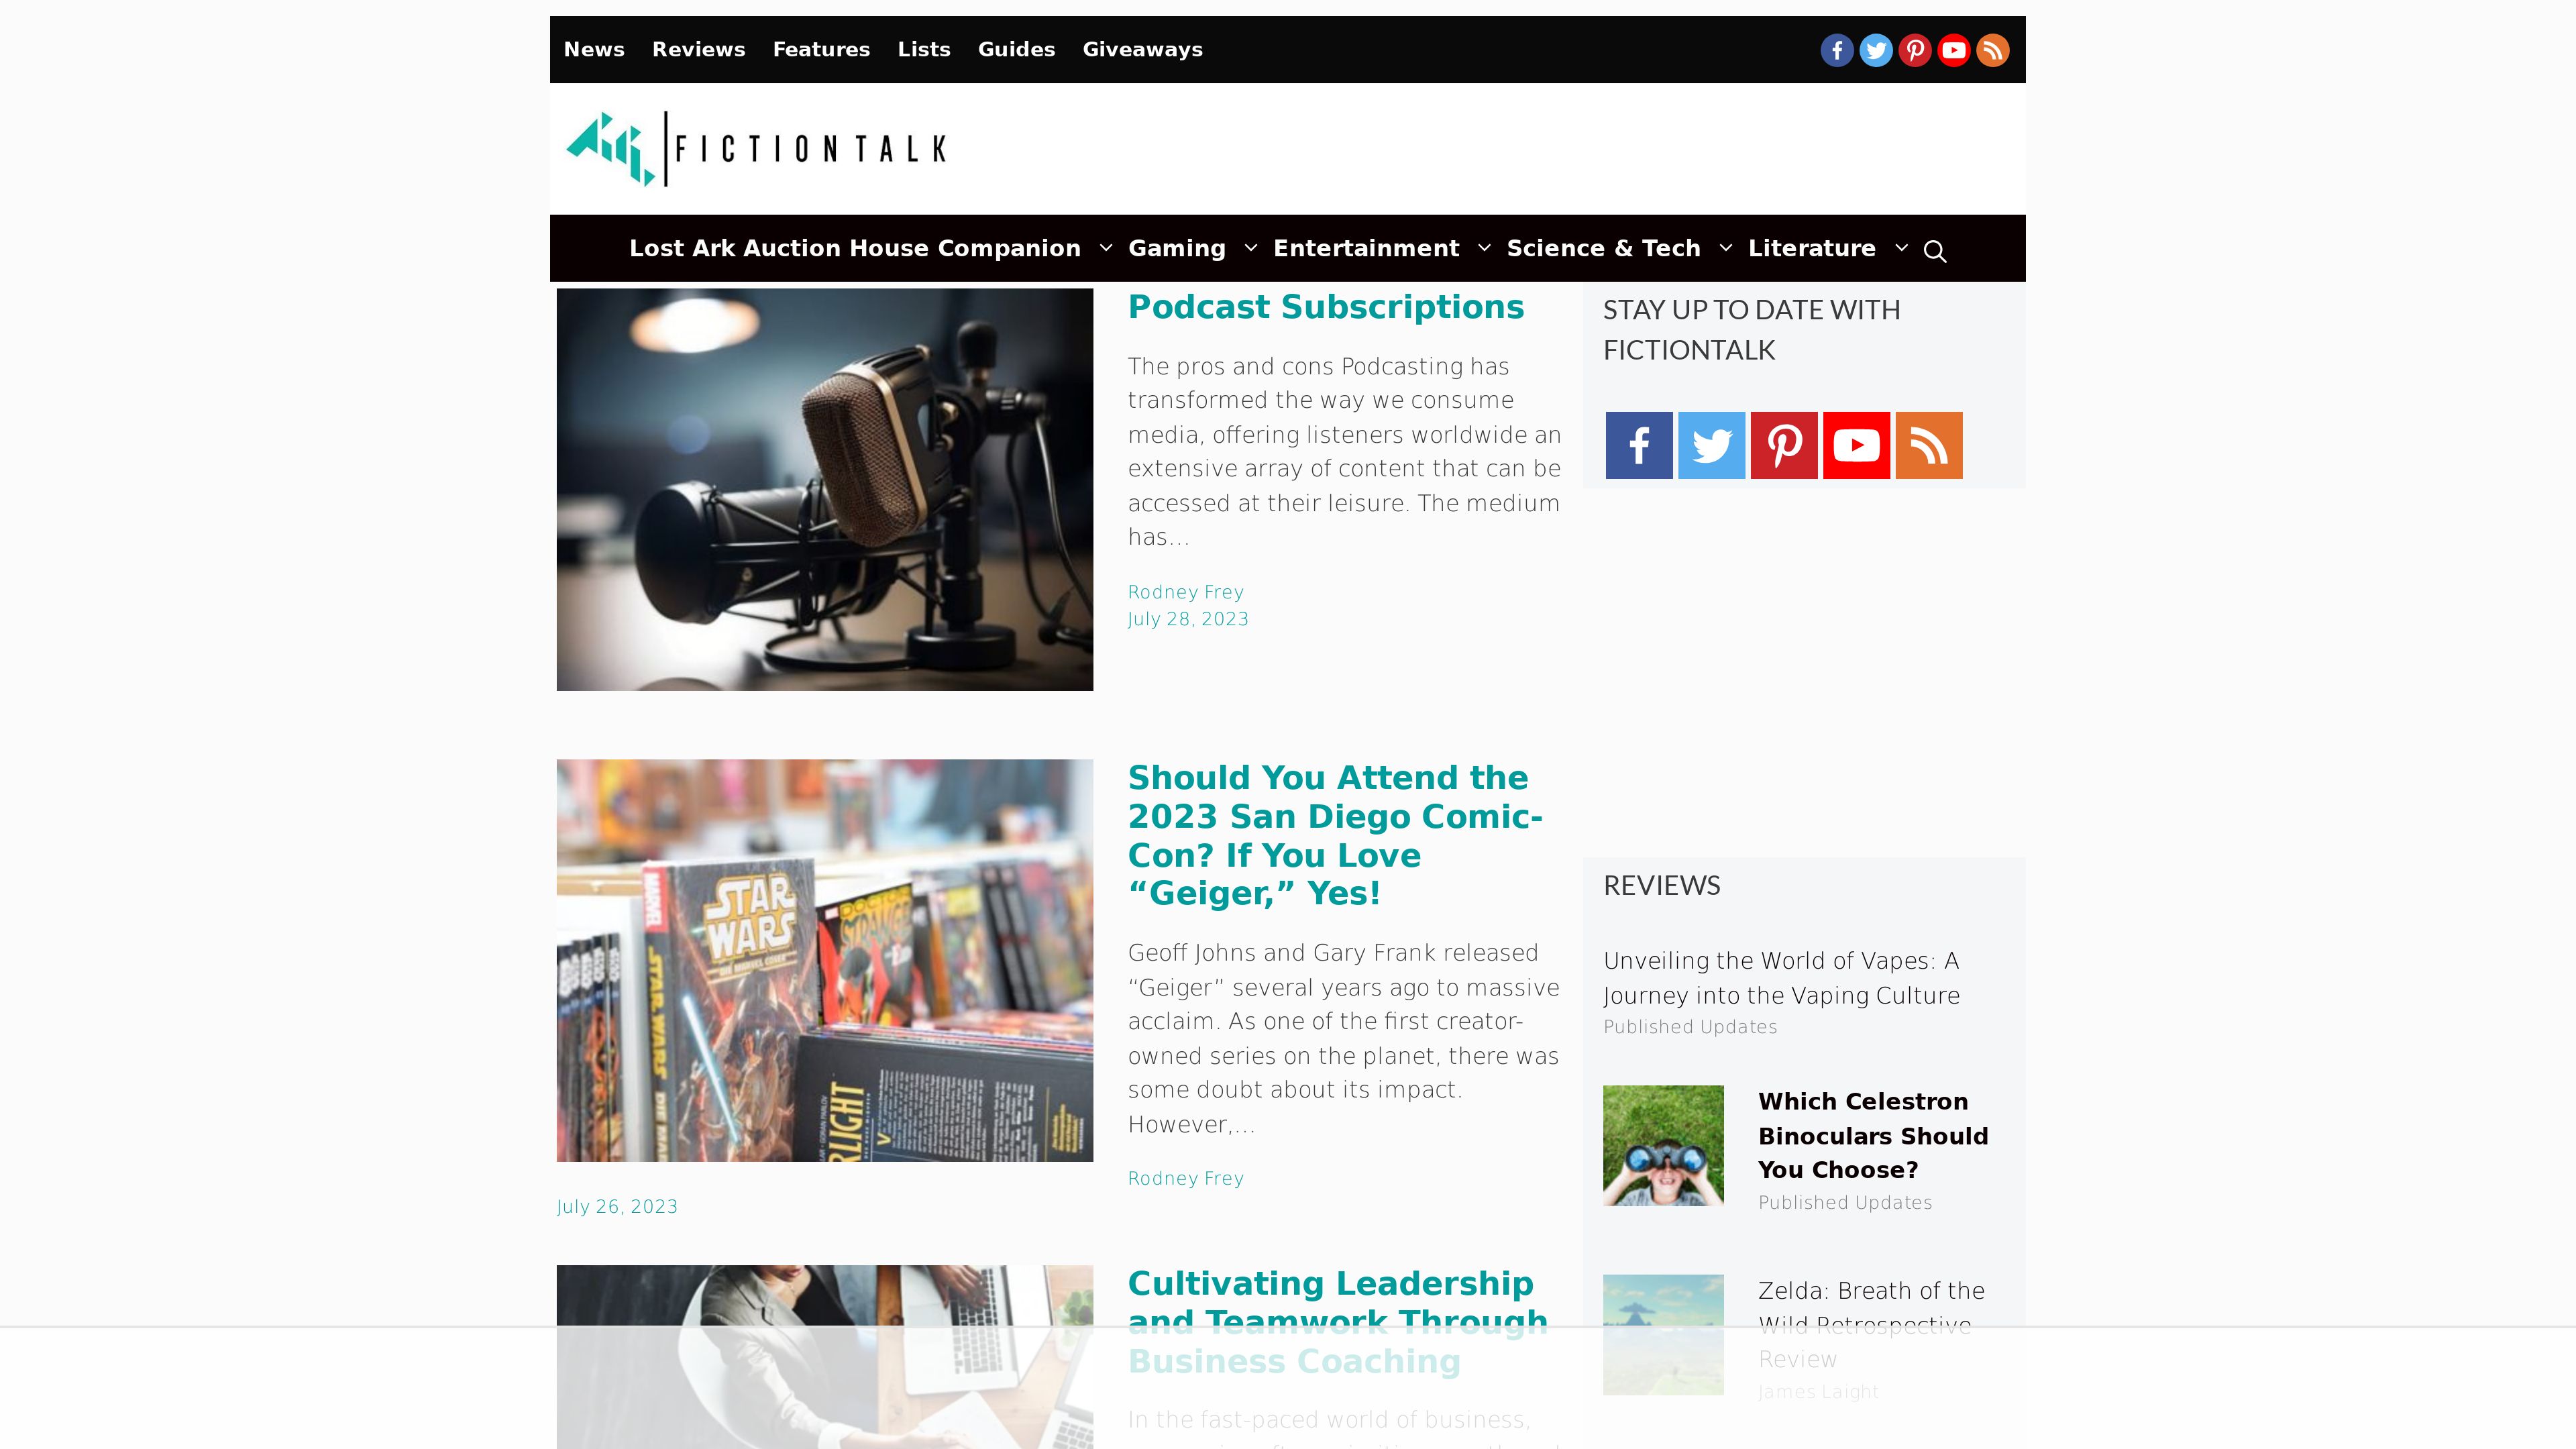 News Reviews Features Lists Guides Giveaways
FICTIONTALK
Lost Ark Auction House Companion Gaming Entertainment Science & Tech Literature
Podcast Subscriptions
The pros and cons Podcasting has
transformed the way we consume
media, offering listeners worldwide an
extensive array of content that can be
accessed at their leisure. The medium
has...
Rodney Frey
July 28, 2023
STAY UP TO DATE WITH
FICTIONTALK
MARVEL
STAR
WARS
STAR WARS
DOCTOR
STRANGE
Should You Attend the
2023 San Diego Comic-
Con? If You Love
“Geiger,” Yes!
Geoff Johns and Gary Frank released
“Geiger” several years ago to massive
acclaim. As one of the first creator-
owned series on the planet, there was
some doubt about its impact.
However,...
Rodney Frey
July 26, 2023
REVIEWS
Unveiling the World of Vapes: A
Journey into the Vaping Culture
Published Updates
Which Celestron
Binoculars Should
You Choose?
Published Updates
Zelda: Breath of the
Wild Retrospective
Review
James Laight
Cultivating Leadership
and Teamwork Through
Business Coaching
In the fast-paced world of business,